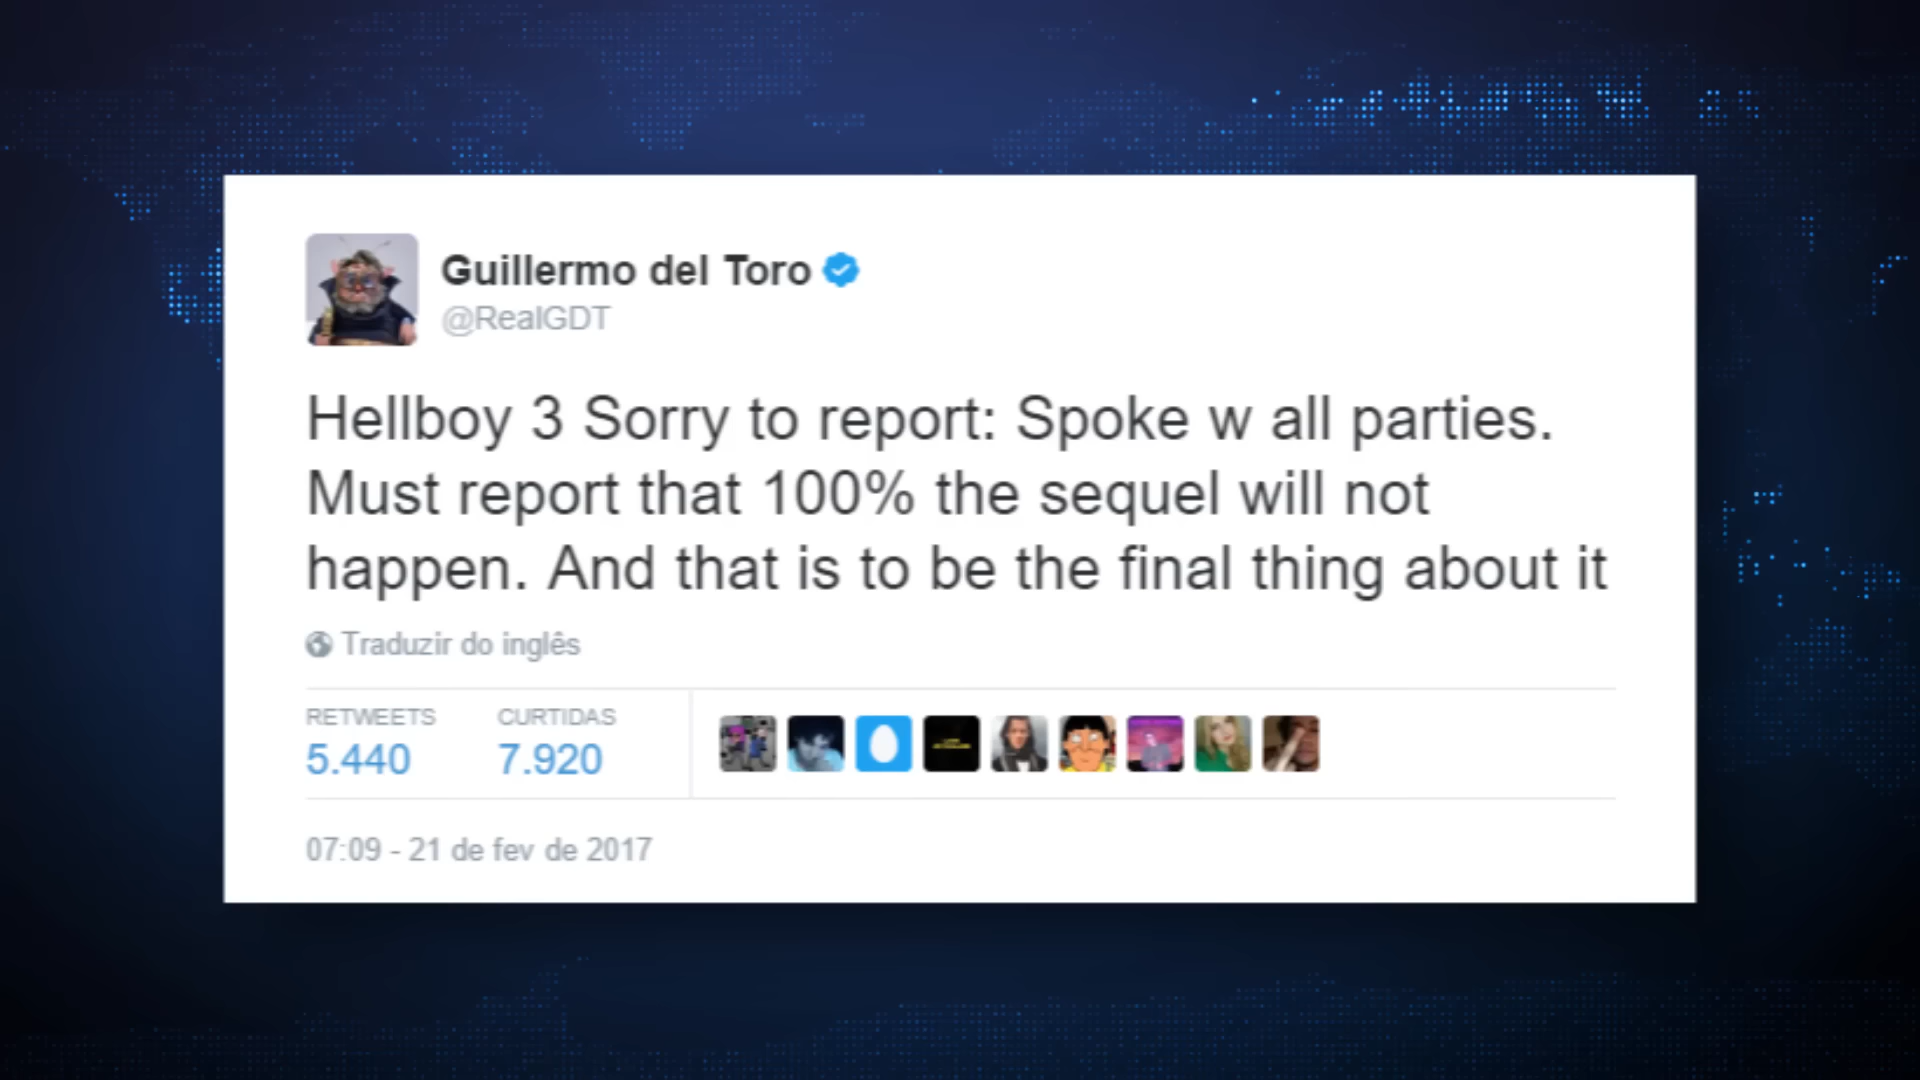 Guillermo del Toro
@RealGDT
Hellboy 3 Sorry to report: Spoke w all parties.
Must report that 100% the sequel will not
happen. And that is to be the final thing about it
Traduzir do inglês
RETWEETS CURTIDAS
5.440 7.920
07:09 - 21 de fev de 2017